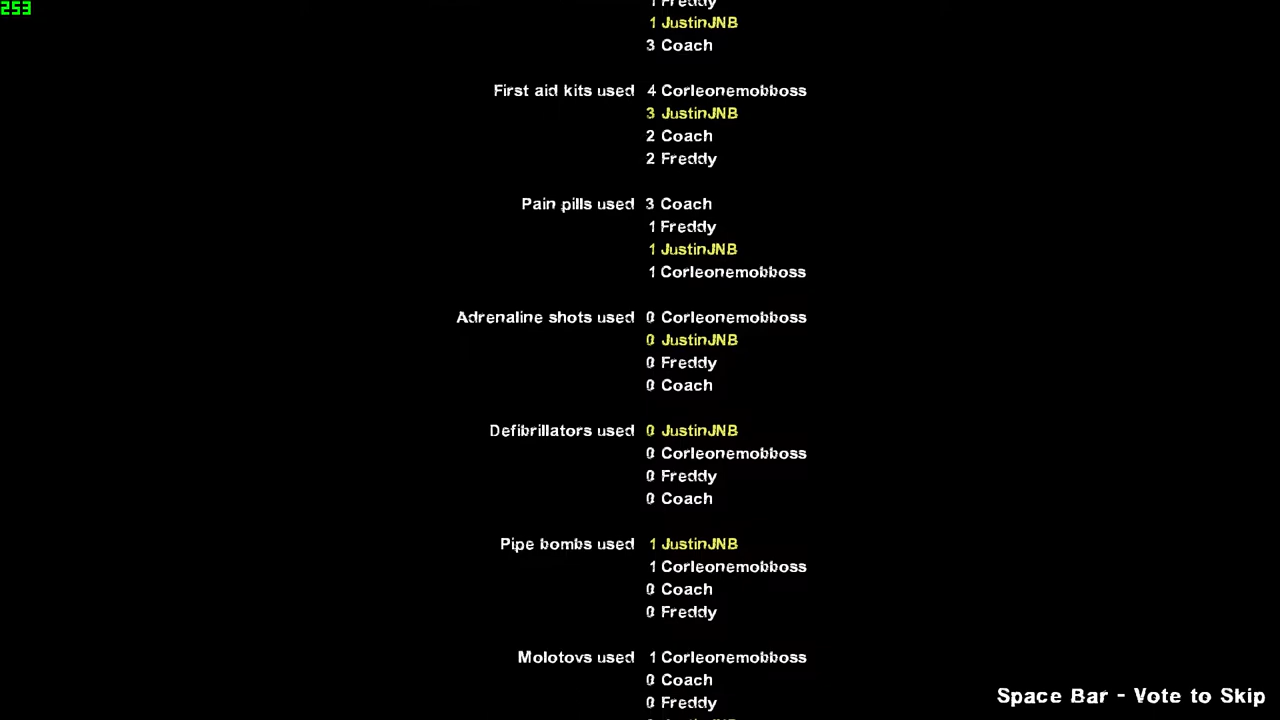 253
1 Freddy
1 JustinJNB
3 Coach
First aid kits used 4 Corleonemobboss
3 JustinJNB
2 Coach
2 Freddy
Pain pills used 3 Coach
1 Freddy
1 JustinJNB
1 Corleonemobboss
Adrenaline shots used 0 Corleonemobboss
0 JustinJNB
0 Freddy
0 Coach
Defibrillators used 0 JustinJNB
0 Corleonemobboss
0 Freddy
0 Coach
Pipe bombs used 1 JustinJNB
1 Corleonemobboss
0 Coach
0 Freddy
Molotovs used 1 Corleonemobboss
0 Coach
0 Freddy
Space Bar - Vote to Skip